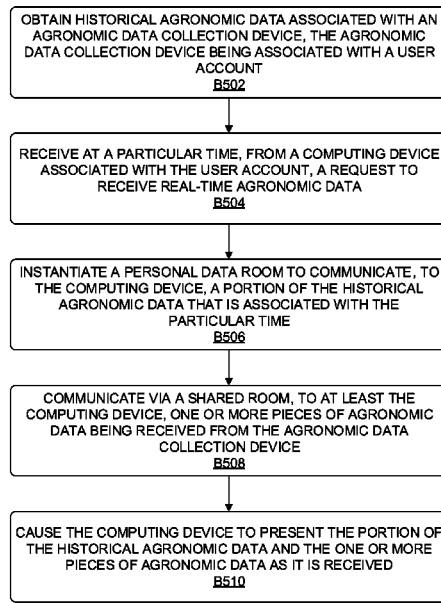 OBTAIN HISTORICAL AGRONOMIC DATA ASSOCIATED WITH AN
AGRONOMIC DATA COLLECTION DEVICE, THE AGRONOMIC
DATA COLLECTION DEVICE BEING ASSOCIATED WITH A USER
ACCOUNT
B502
RECEIVE AT A PARTICULAR TIME, FROM A COMPUTING DEVICE
ASSOCIATED WITH THE USER ACCOUNT, A REQUEST TO
RECEIVE REAL-TIME AGRONOMIC DATA
B504
INSTANTIATE A PERSONAL DATA ROOM TO COMMUNICATE, TO
THE COMPUTING DEVICE, A PORTION OF THE HISTORICAL
AGRONOMIC DATA THAT IS ASSOCIATED WITH THE
PARTICULAR TIME
B506
COMMUNICATE VIA A SHARED ROOM, TO AT LEAST THE
COMPUTING DEVICE, ONE OR MORE PIECES OF AGRONOMIC
DATA BEING RECEIVED FROM THE AGRONOMIC DATA
COLLECTION DEVICE
B508
CAUSE THE COMPUTING DEVICE TO PRESENT THE PORTION OF
THE HISTORICAL AGRONOMIC DATA AND THE ONE OR MORE
PIECES OF AGRONOMIC DATA AS IT IS RECEIVED
B510